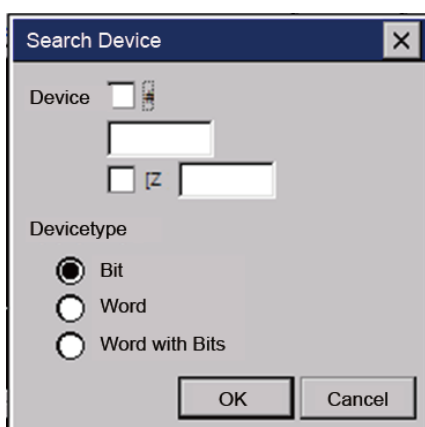 Search Device
Device
[Z
Devicetype
Bit
Word
Word with Bits
OK Cancel